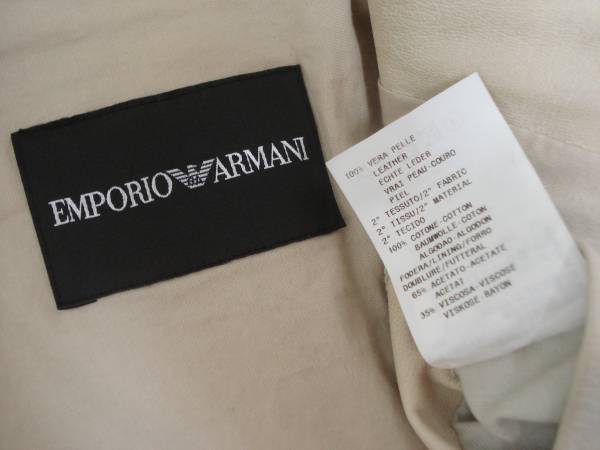 EMPORIO ARMANI
100% VERA PELLE
LEATHER
ECHTE LEDER
VRAI PEAU-COURO
PIEL
2° TESSUTO/2° FABRIC
2° TISSU/2° MATERIAL
2° TECIDO
100% COTONE-COTTON
BAUMWOLLE-COTON
ALGODAO-ALGODON
FODERA/LINING/FORRO
DOUBLURE/FUTTERAL
65% ACETATO-ACETATE
ACETAT
35% VISCOSA-VISCOSE
VISKOSE RAYON